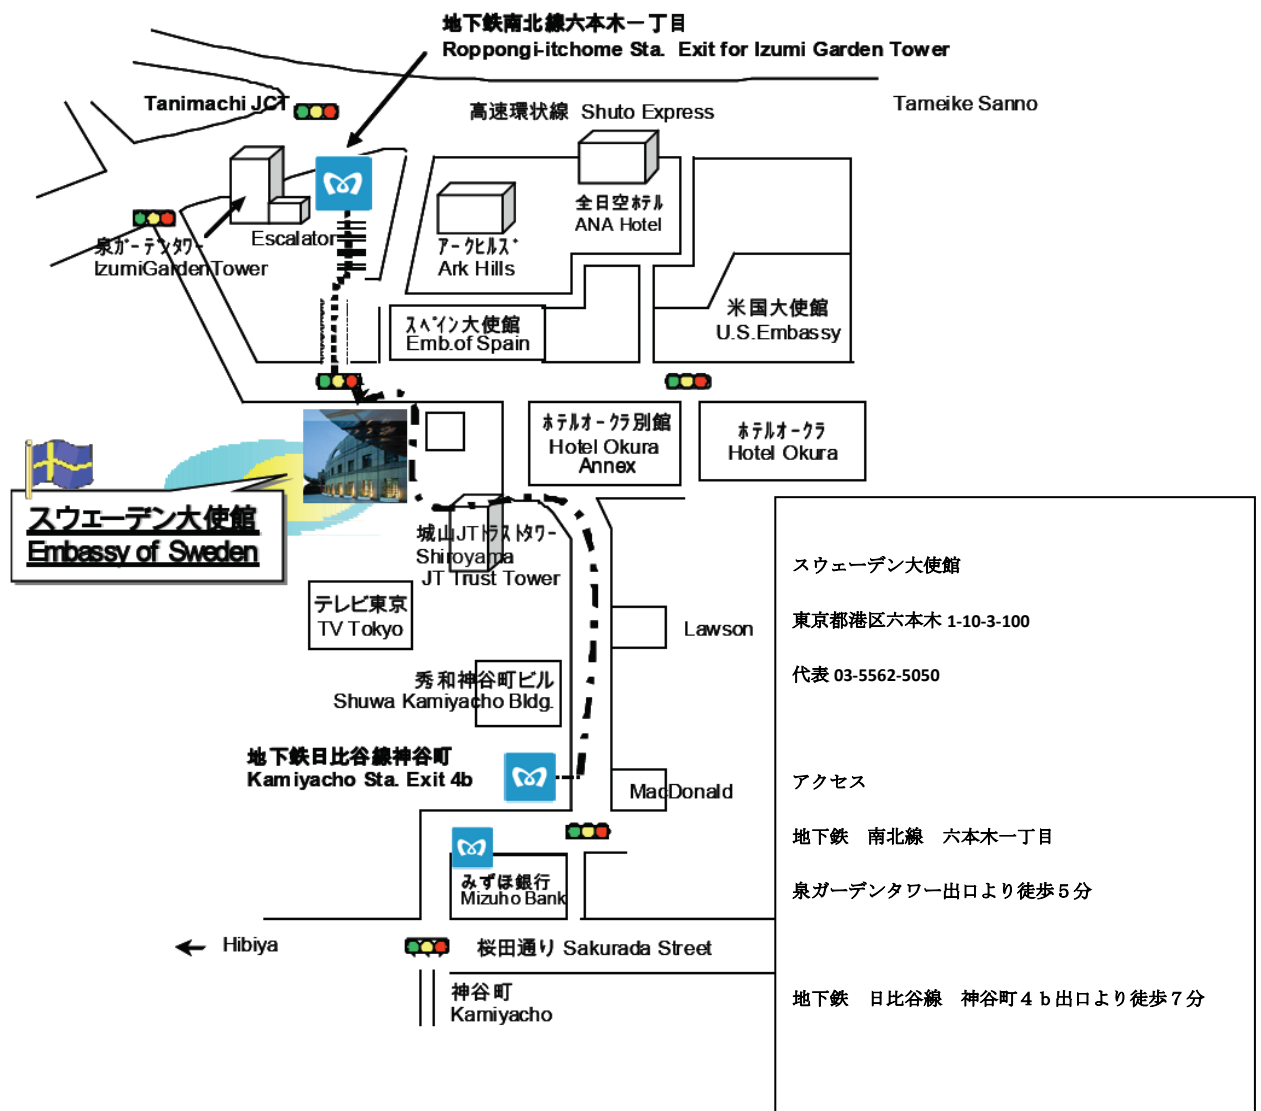 地下鉄南北線六本木一丁目
Roppongi-itchome Sta. Exit for Izumi Garden Tower
Tanimachi JCT
高速環状線 Shuto Express
Tameike Sanno
全日空ホテル
ANA Hotel
Escalator
泉ガーデンタワー
IzumiGardenTower
アークヒルズ
Ark Hills
スペイン大使館
Emb.of Spain
米国大使館
U.S.Embassy
ホテルオークラ別館
Hotel Okura
Annex
ホテルオークラ
Hotel Okura
スウェーデン大使館
Embassy of Sweden
城山JTトラストタワー
Shiroyama
JT Trust Tower
テレビ東京
TV Tokyo
Lawson
秀和神谷町ビル
Shuwa Kamiyacho Bldg.
地下鉄日比谷線神谷町
Kamiyacho Sta. Exit 4b
MacDonald
みずほ銀行
Mizuho Bank
Hibiya
桜田通り Sakurada Street
神谷町
Kamiyacho
スウェーデン大使館
東京都港区六本木 1-10-3-100
代表 03-5562-5050
アクセス
地下鉄　南北線　六本木一丁目
泉ガーデンタワー出口より徒歩５分
地下鉄　日比谷線　神谷町４ｂ出口より徒歩７分